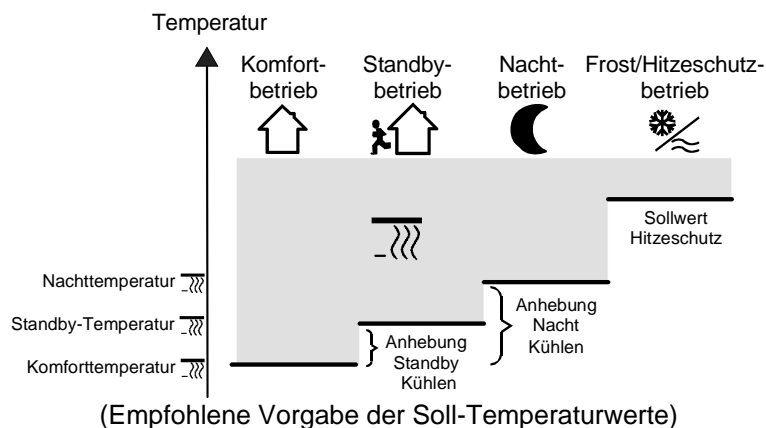 Temperatur
Komfort-
betrieb
Standby-
betrieb
Nacht-
betrieb
Frost/Hitzeschutz-
betrieb
Sollwert
Hitzeschutz
Nachttemperatur
Standby-Temperatur
Komforttemperatur
Anhebung
Standby
Kühlen
Anhebung
Nacht
Kühlen
(Empfohlene Vorgabe der Soll-Temperaturwerte)